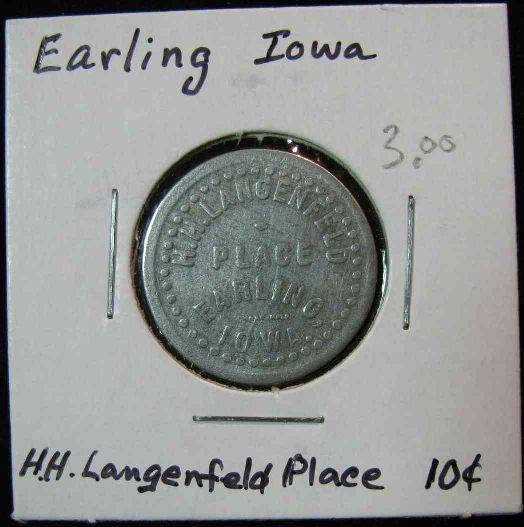 Earling Iowa
3.00
H.H. LANGENFELD
PLACE
EARLING,
IOWA.
H.H. Langenfeld Place 10¢